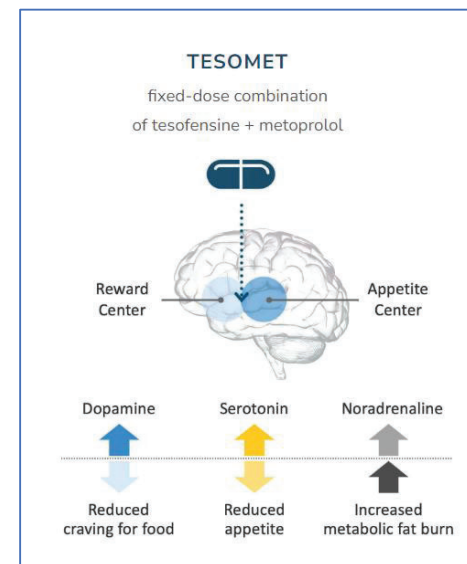 TESOMET
fixed-dose combination
of tesofensine + metoprolol
Reward
Center
Appetite
Center
Dopamine
Serotonin
Noradrenaline
Reduced
craving for food
Reduced
appetite
Increased
metabolic fat burn